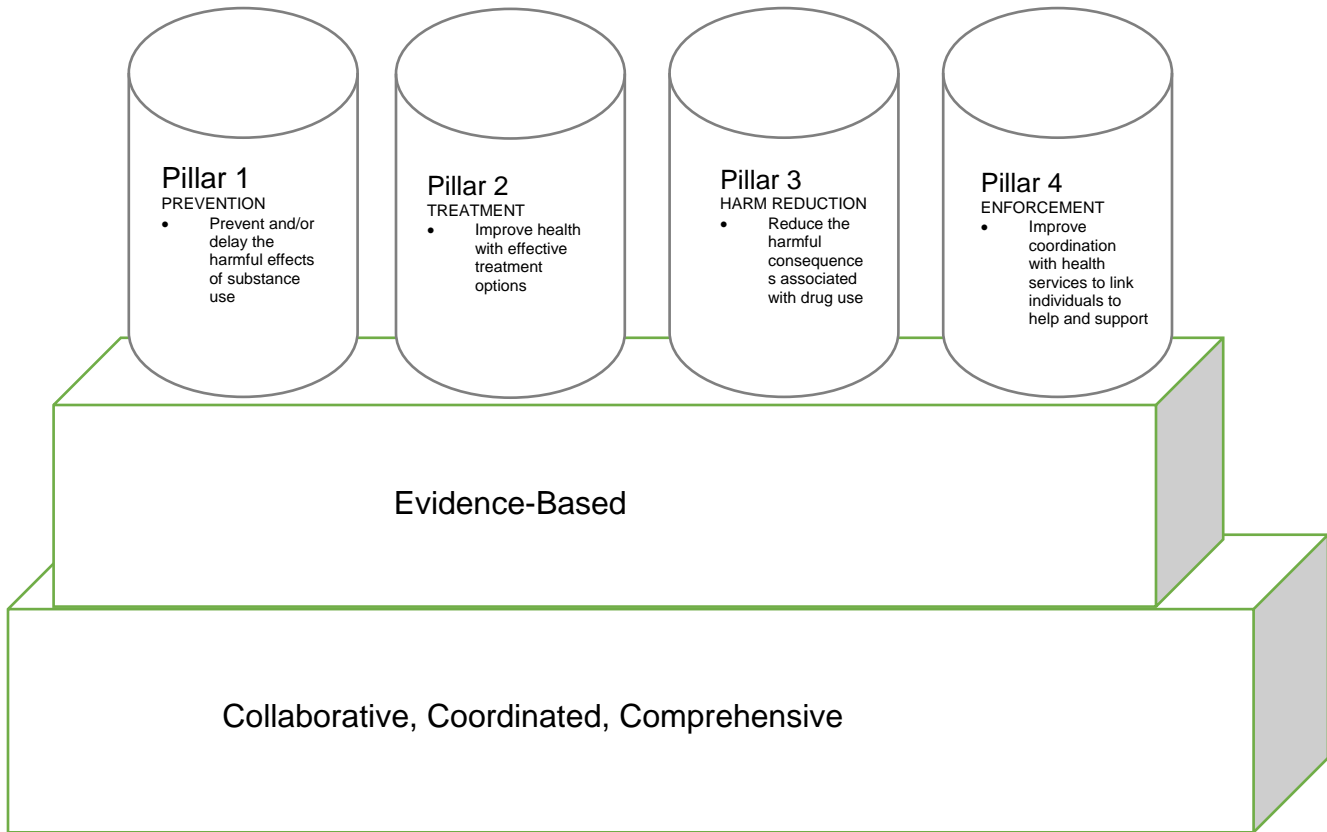 Pillar 1
PREVENTION
• Prevent and/or
delay the
harmful effects
of substance
use
Pillar 2
TREATMENT
• Improve health
with effective
treatment
options
Pillar 3
HARM REDUCTION
• Reduce the
harmful
consequence
s associated
with drug use
Pillar 4
ENFORCEMENT
• Improve
coordination
with health
services to link
individuals to
help and support
Evidence-Based
Collaborative, Coordinated, Comprehensive